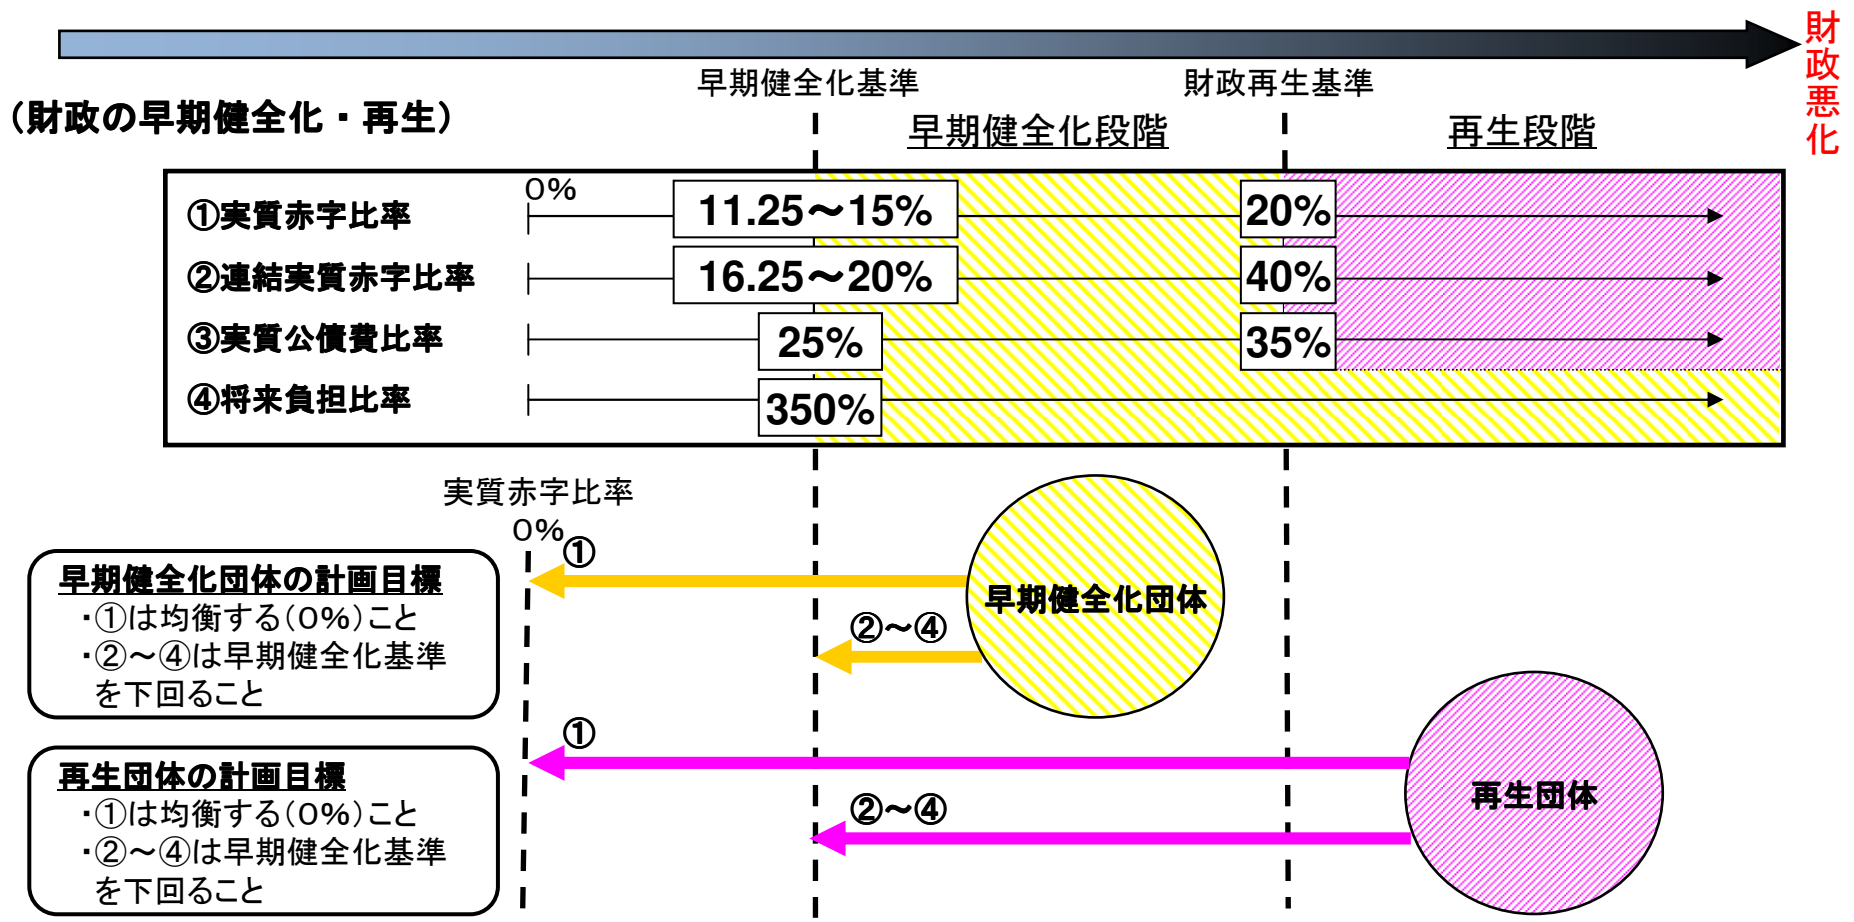 財政悪化
早期健全化基準
財政再生基準
（財政の早期健全化・再生）
早期健全化段階
再生段階
0%
①実質赤字比率
11.25～15%
20%
②連結実質赤字比率
16.25～20%
40%
③実質公債費比率
25%
35%
④将来負担比率
350%
実質赤字比率
0%
①
早期健全化団体の計画目標
・①は均衡する(0%)こと
・②～④は早期健全化基準
を下回ること
②～④
早期健全化団体
①
再生団体の計画目標
・①は均衡する(0%)こと
・②～④は早期健全化基準
を下回ること
②～④
再生団体